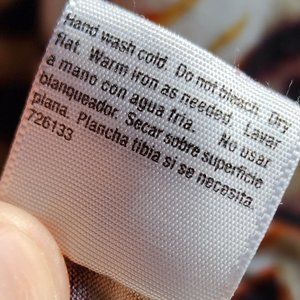 Hand wash cold. Do not bleach. Dry
flat. Warm iron as needed. Lavar
a mano con agua fria. No usar
blanqueador. Secar sobre superficie
plana. Plancha tibia si se necesita.
726133